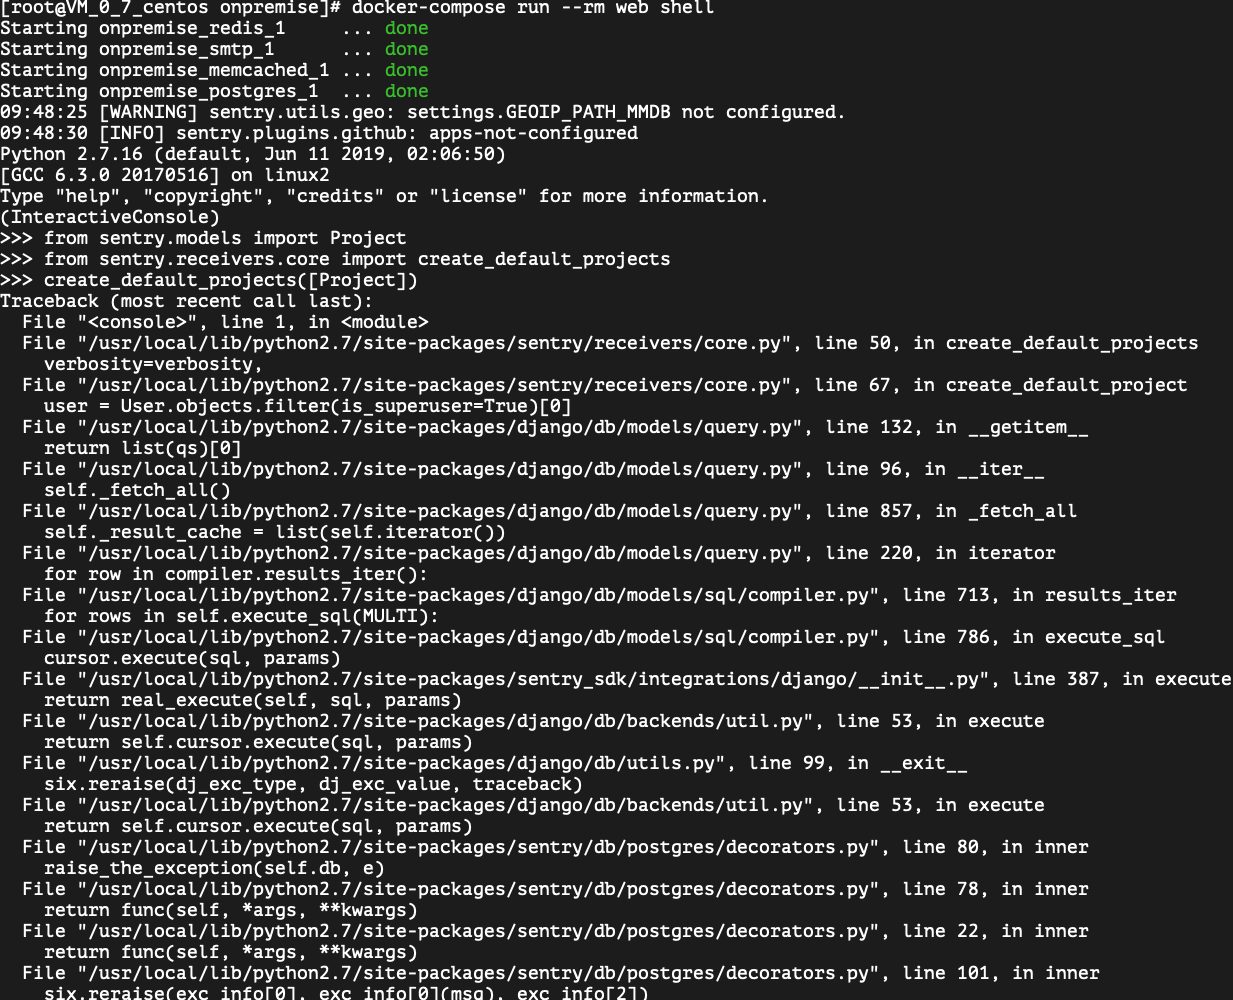 [root@VM_0_7_centos onpremise]# docker-compose run --rm web shell
Starting onpremise_redis_1     ... done
Starting onpremise_smtp_1      ... done
Starting onpremise_memcached_1 ... done
Starting onpremise_postgres_1  ... done
09:48:25 [WARNING] sentry.utils.geo: settings.GEOIP_PATH_MMDB not configured.
09:48:30 [INFO] sentry.plugins.github: apps-not-configured
Python 2.7.16 (default, Jun 11 2019, 02:06:50)
[GCC 6.3.0 20170516] on linux2
Type "help", "copyright", "credits" or "license" for more information.
(InteractiveConsole)
>>> from sentry.models import Project
>>> from sentry.receivers.core import create_default_projects
>>> create_default_projects([Project])
Traceback (most recent call last):
  File "<console>", line 1, in <module>
  File "/usr/local/lib/python2.7/site-packages/sentry/receivers/core.py", line 50, in create_default_projects
    verbosity=verbosity,
  File "/usr/local/lib/python2.7/site-packages/sentry/receivers/core.py", line 67, in create_default_project
    user = User.objects.filter(is_superuser=True)[0]
  File "/usr/local/lib/python2.7/site-packages/django/db/models/query.py", line 132, in __getitem__
    return list(qs)[0]
  File "/usr/local/lib/python2.7/site-packages/django/db/models/query.py", line 96, in __iter__
    self._fetch_all()
  File "/usr/local/lib/python2.7/site-packages/django/db/models/query.py", line 857, in _fetch_all
    self._result_cache = list(self.iterator())
  File "/usr/local/lib/python2.7/site-packages/django/db/models/query.py", line 220, in iterator
    for row in compiler.results_iter():
  File "/usr/local/lib/python2.7/site-packages/django/db/models/sql/compiler.py", line 713, in results_iter
    for rows in self.execute_sql(MULTI):
  File "/usr/local/lib/python2.7/site-packages/django/db/models/sql/compiler.py", line 786, in execute_sql
    cursor.execute(sql, params)
  File "/usr/local/lib/python2.7/site-packages/sentry_sdk/integrations/django/__init__.py", line 387, in execute
    return real_execute(self, sql, params)
  File "/usr/local/lib/python2.7/site-packages/django/db/backends/util.py", line 53, in execute
    return self.cursor.execute(sql, params)
  File "/usr/local/lib/python2.7/site-packages/django/db/utils.py", line 99, in __exit__
    six.reraise(dj_exc_type, dj_exc_value, traceback)
  File "/usr/local/lib/python2.7/site-packages/django/db/backends/util.py", line 53, in execute
    return self.cursor.execute(sql, params)
  File "/usr/local/lib/python2.7/site-packages/sentry/db/postgres/decorators.py", line 80, in inner
    raise_the_exception(self.db, e)
  File "/usr/local/lib/python2.7/site-packages/sentry/db/postgres/decorators.py", line 78, in inner
    return func(self, *args, **kwargs)
  File "/usr/local/lib/python2.7/site-packages/sentry/db/postgres/decorators.py", line 22, in inner
    return func(self, *args, **kwargs)
  File "/usr/local/lib/python2.7/site-packages/sentry/db/postgres/decorators.py", line 101, in inner
    six.reraise(exc_info[0], exc_info[0](msg), exc_info[2])